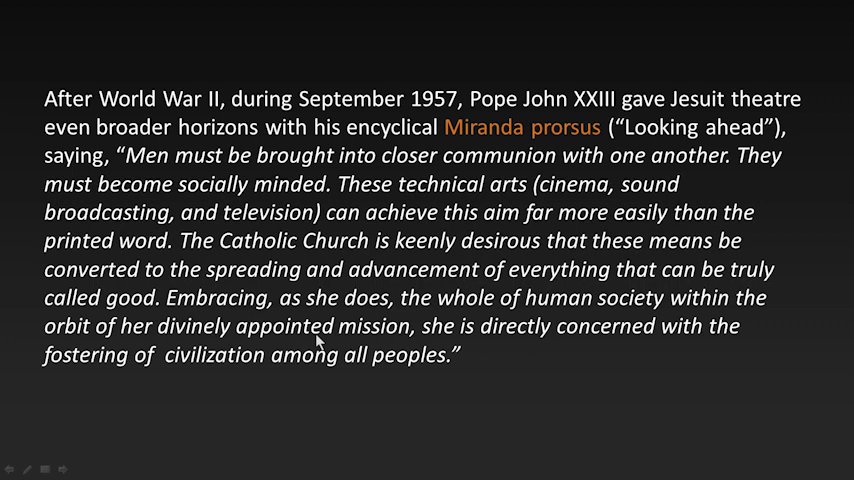 After World War II, during September 1957, Pope John XXIII gave Jesuit theatre
even broader horizons with his encyclical Miranda prorsus (“Looking ahead”),
saying, “Men must be brought into closer communion with one another. They
must become socially minded. These technical arts (cinema, sound
broadcasting, and television) can achieve this aim far more easily than the
printed word. The Catholic Church is keenly desirous that these means be
converted to the spreading and advancement of everything that can be truly
called good. Embracing, as she does, the whole of human society within the
orbit of her divinely appointed mission, she is directly concerned with the
fostering of civilization among all peoples.”